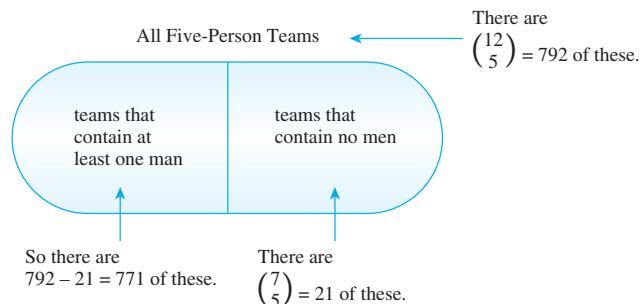 All Five-Person Teams
There are
(12
5) = 792 of these.
teams that
contain at
least one man
teams that
contain no men
So there are
792 – 21 = 771 of these.
There are
(7
5) = 21 of these.